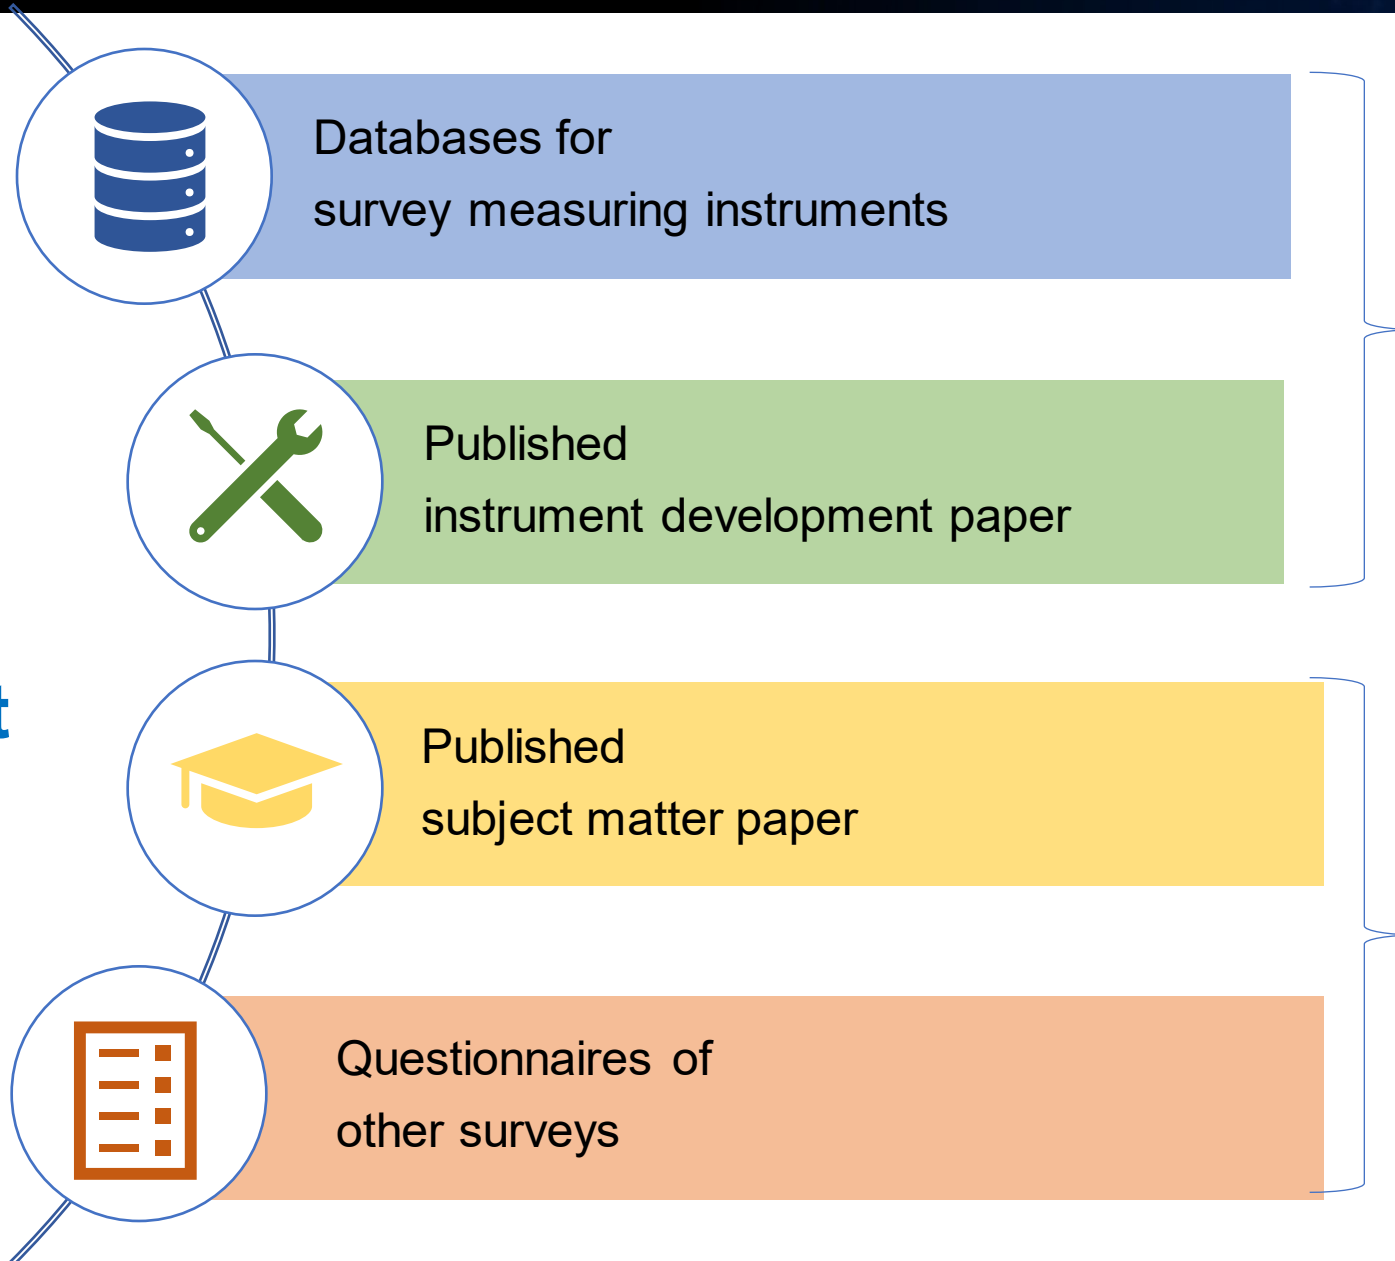 Databases for
survey measuring instruments
Published
instrument development paper
t
Published
subject matter paper
Questionnaires of
other surveys